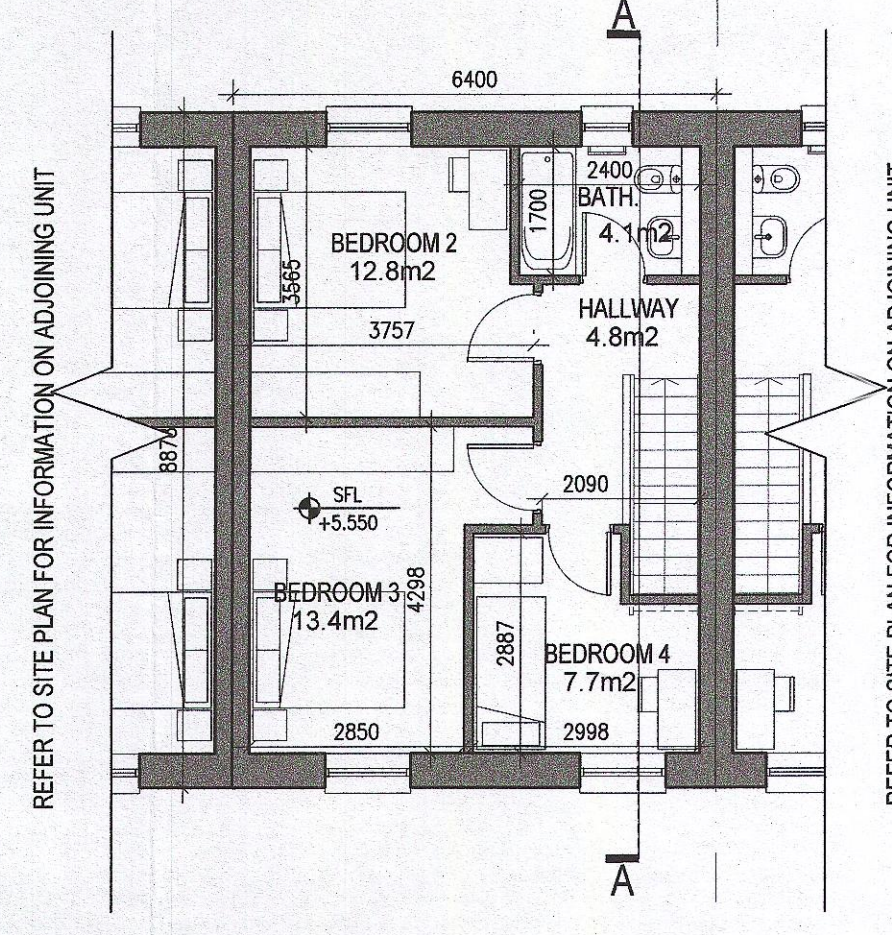 A
6400
REFER TO SITE PLAN FOR INFORMATION ON ADJOINING UNIT
REFER TO SITE PLAN FOR INFORMATION ON ADJOINING UNIT
2400
BATH.
4.1m2
1700
BEDROOM 2
12.8m2
3565
HALLWAY
4.8m2
3757
8876
2090
SFL
+5.550
BEDROOM 3
13.4m2
4298
2887
BEDROOM 4
7.7m2
2850
2998
A